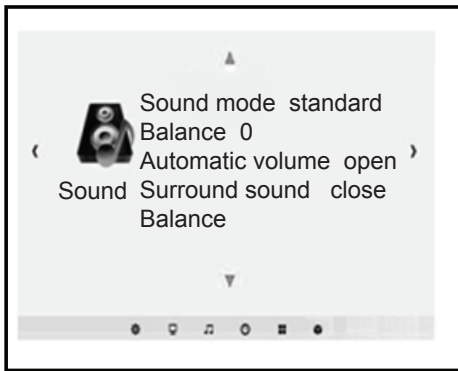 Sound mode standard
Balance 0
Automatic volume open
Sound Surround sound close
Balance